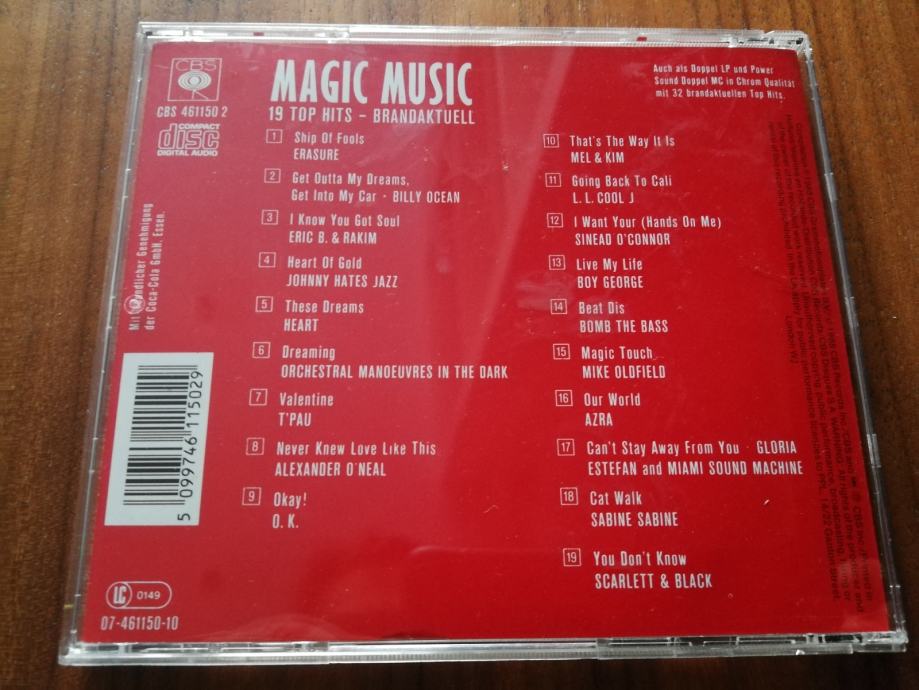 CBS
CBS 461150 2
COMPACT
disc
DIGITAL AUDIO
MAGIC MUSIC
19 TOP HITS – BRANDAKTUELL
Auch als Doppel LP und Power
Sound Doppel MC in Chrom Qualität
mit 32 brandaktuellen Top Hits.
1 Ship Of Fools
ERASURE
2 Get Outta My Dreams,
Get Into My Car · BILLY OCEAN
3 I Know You Got Soul
ERIC B. & RAKIM
4 Heart Of Gold
JOHNNY HATES JAZZ
5 These Dreams
HEART
6 Dreaming
ORCHESTRAL MANOEUVRES IN THE DARK
7 Valentine
T'PAU
8 Never Knew Love Like This
ALEXANDER O'NEAL
9 Okay!
O. K.
10 That's The Way It Is
MEL & KIM
11 Going Back To Cali
L. L. COOL J
12 I Want Your (Hands On Me)
SINEAD O'CONNOR
13 Live My Life
BOY GEORGE
14 Beat Dis
BOMB THE BASS
15 Magic Touch
MIKE OLDFIELD
16 Our World
AZRA
17 Can't Stay Away From You · GLORIA
ESTEFAN and MIAMI SOUND MACHINE
18 Cat Walk
SABINE SABINE
19 You Don't Know
SCARLETT & BLACK
Mit freundlicher Genehmigung
der Coca-Cola GmbH, Essen.
5 099746 115029
LC 0149
07-461150-10